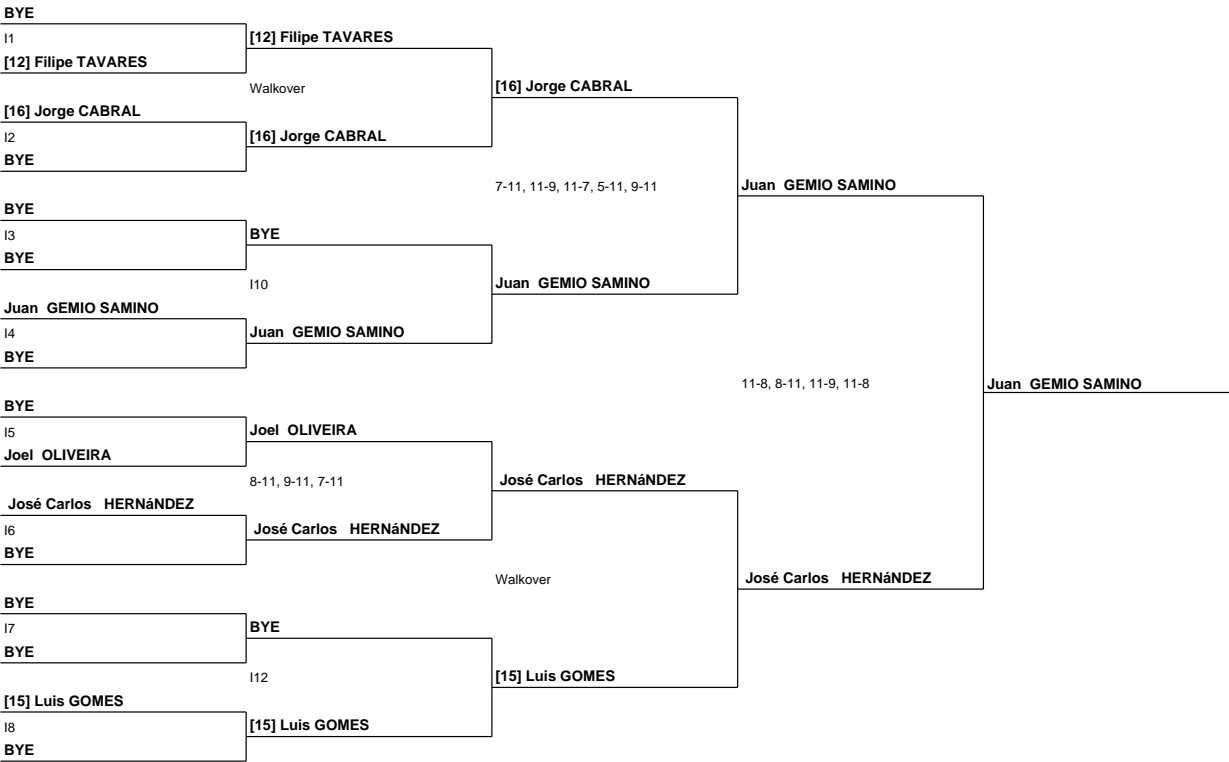 BYE
I1
[12] Filipe TAVARES
[16] Jorge CABRAL
I2
BYE
BYE
I3
BYE
Juan GEMIO SAMINO
I4
BYE
BYE
I5
Joel OLIVEIRA
José Carlos HERNáNDEZ
I6
BYE
BYE
I7
BYE
[15] Luis GOMES
I8
BYE
[12] Filipe TAVARES
Walkover
[16] Jorge CABRAL
BYE
I10
Juan GEMIO SAMINO
Joel OLIVEIRA
8-11, 9-11, 7-11
José Carlos HERNáNDEZ
BYE
I12
[15] Luis GOMES
[16] Jorge CABRAL
7-11, 11-9, 11-7, 5-11, 9-11
Juan GEMIO SAMINO
José Carlos HERNáNDEZ
Walkover
[15] Luis GOMES
Juan GEMIO SAMINO
11-8, 8-11, 11-9, 11-8
José Carlos HERNáNDEZ
Juan GEMIO SAMINO